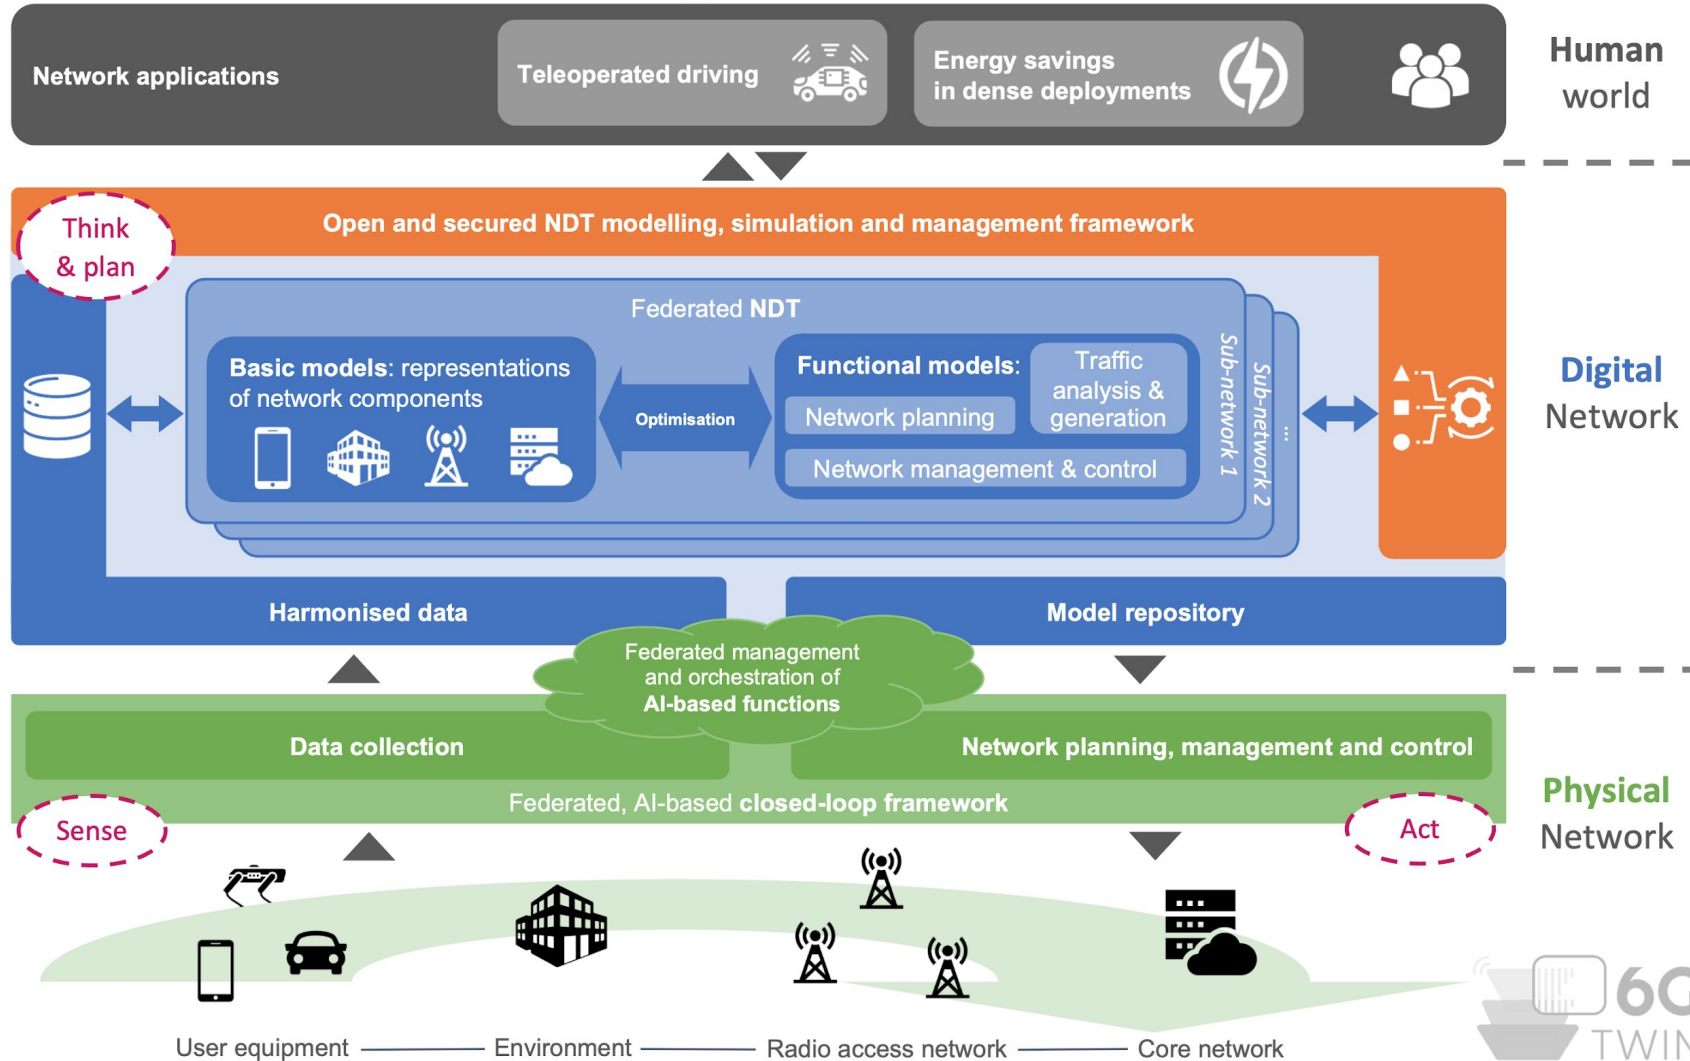 Network applications
Teleoperated driving
Energy savings
in dense deployments
Human
world
Think
& plan
Open and secured NDT modelling, simulation and management framework
Federated NDT
Basic models: representations
of network components
Optimisation
Functional models:
Traffic
analysis &
generation
Network planning
Network management & control
Sub-network 1
Sub-network 2
...
Digital
Network
Harmonised data
Model repository
Federated management
and orchestration of
AI-based functions
Data collection
Network planning, management and control
Federated, AI-based closed-loop framework
Sense
Act
Physical
Network
User equipment
Environment
Radio access network
Core network
6G
TWIN